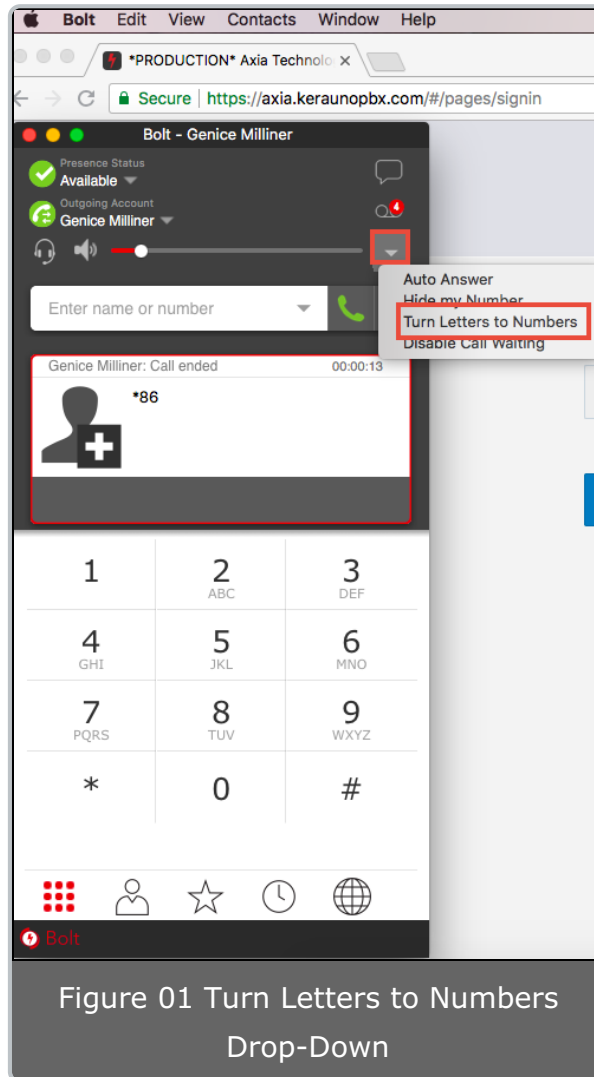 Bolt Edit View Contacts Window Help
*PRODUCTION* Axia Technolo
Secure https://axia.keraunopbx.com/#/pages/signin
Bolt - Genice Milliner
Presence Status
Available
Outgoing Account
4
Genice Milliner
Auto Answer
Hide my Number
Enter name or number
Turn Letters to Numbers
Disable Call Waiting
Genice Milliner: Call ended 00:00:13
*86
1 2 3
ABC DEF
4 5 6
GHI JKL MNO
7 8 9
PQRS TUV WXYZ
* 0 #
Bolt
Figure 01 Turn Letters to Numbers
Drop-Down